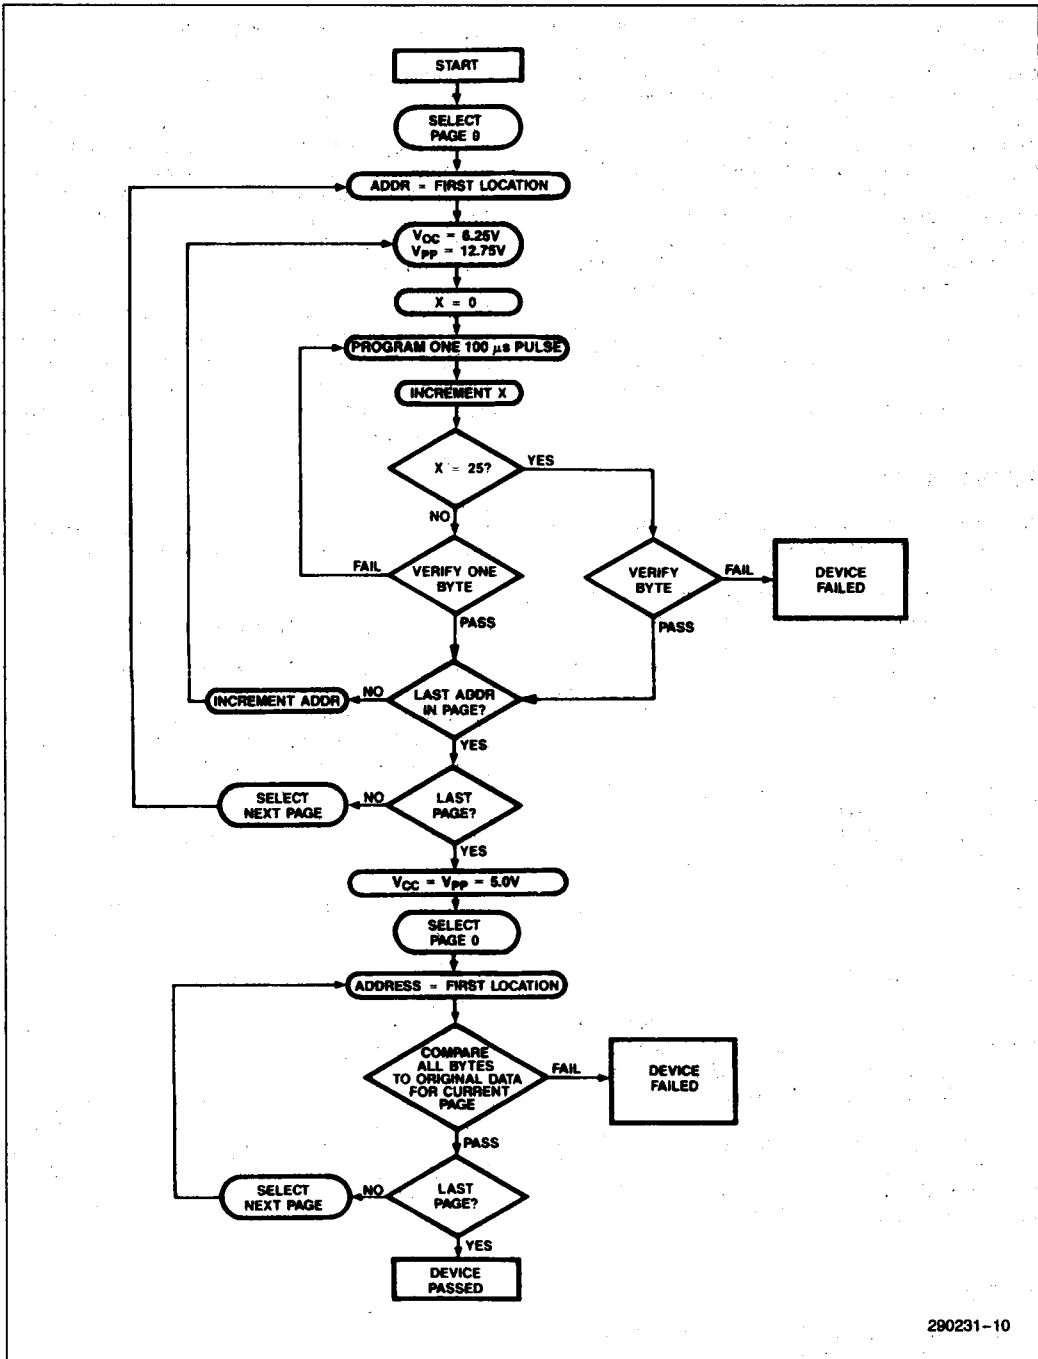 START
SELECT
PAGE 0
ADDR = FIRST LOCATION
VCC = 6.25V
VPP = 12.75V
X = 0
PROGRAM ONE 100 μs PULSE
INCREMENT X
X = 25?
YES
NO
VERIFY ONE
BYTE
FAIL
PASS
VERIFY
BYTE
FAIL
PASS
DEVICE
FAILED
LAST ADDR
IN PAGE?
NO
INCREMENT ADDR
YES
LAST
PAGE?
NO
SELECT
NEXT PAGE
YES
VCC = VPP = 5.0V
SELECT
PAGE 0
ADDRESS = FIRST LOCATION
COMPARE
ALL BYTES
TO ORIGINAL DATA
FOR CURRENT
PAGE
FAIL
DEVICE
FAILED
PASS
LAST
PAGE?
NO
SELECT
NEXT PAGE
YES
DEVICE
PASSED
290231-10